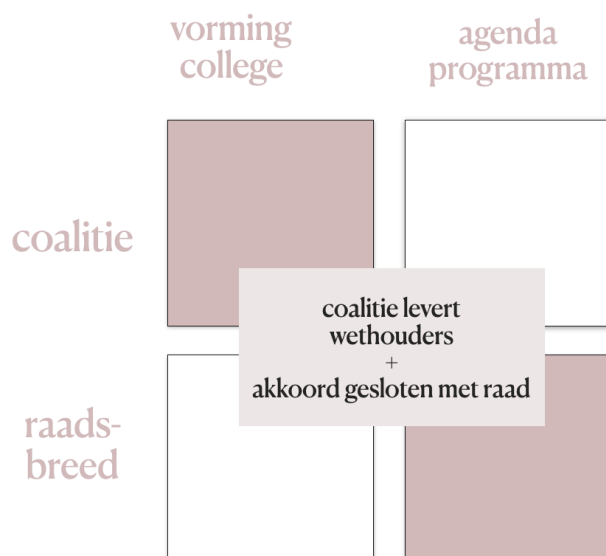 vorming
college
agenda
programma
coalitie
coalitie levert
wethouders
+
akkoord gesloten met raad
raads-
breed